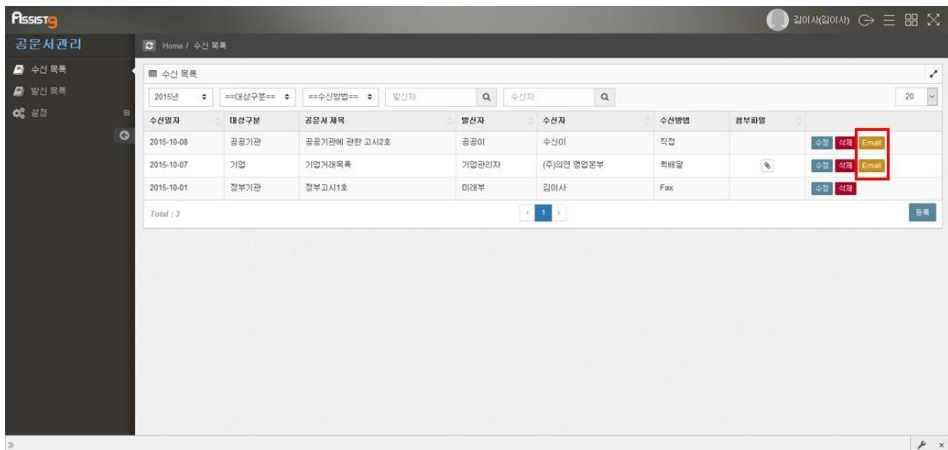 Assist9
김이사(김이사)
공문서관리
Home / 수신 목록
수신 목록
발신 목록
설정
수신 목록
2015년 ==대상구분== ==수신방법== 발신자 수신자 20
수신일자 대상구분 공문서 제목 발신자 수신자 수신방법 첨부파일
2015-10-08 공공기관 공공기관에 관한 고시2호 공공이 수신이 직접 수정 삭제 Email
2015-10-07 기업 기업거래목록 기업관리자 (주)의연 영업본부 퀵배달 수정 삭제 Email
2015-10-01 정부기관 정부고시1호 미래부 김이사 Fax 수정 삭제
Total : 3 1 등록